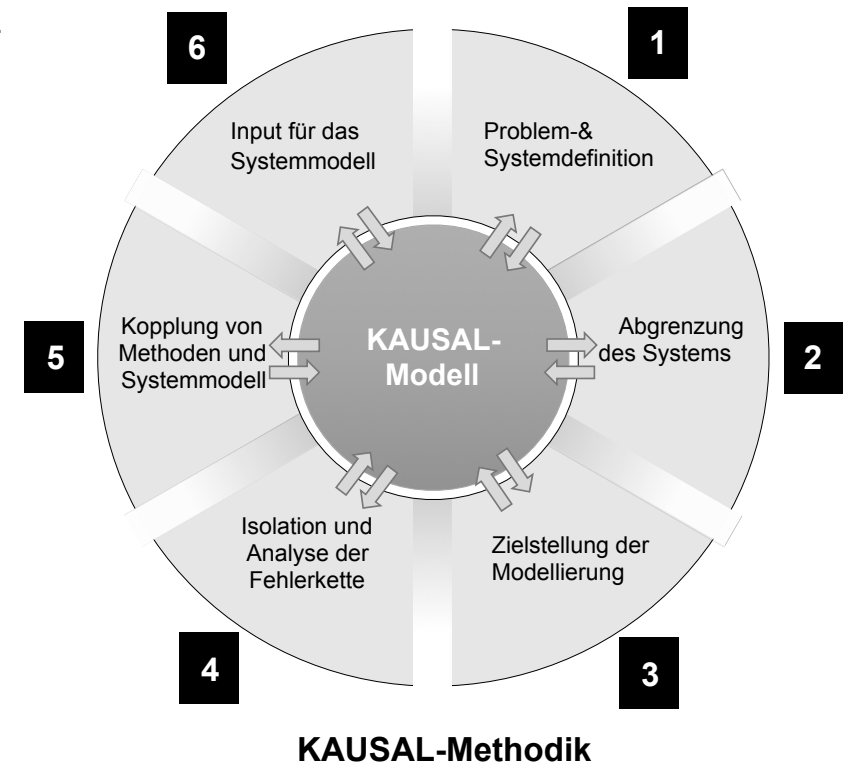 6
1
Input für das
Systemmodell
Problem-&
Systemdefinition
5
Kopplung von
Methoden und
Systemmodell
KAUSAL-
Modell
Abgrenzung
des Systems
2
Isolation und
Analyse der
Fehlerkette
Zielstellung der
Modellierung
4
3
KAUSAL-Methodik